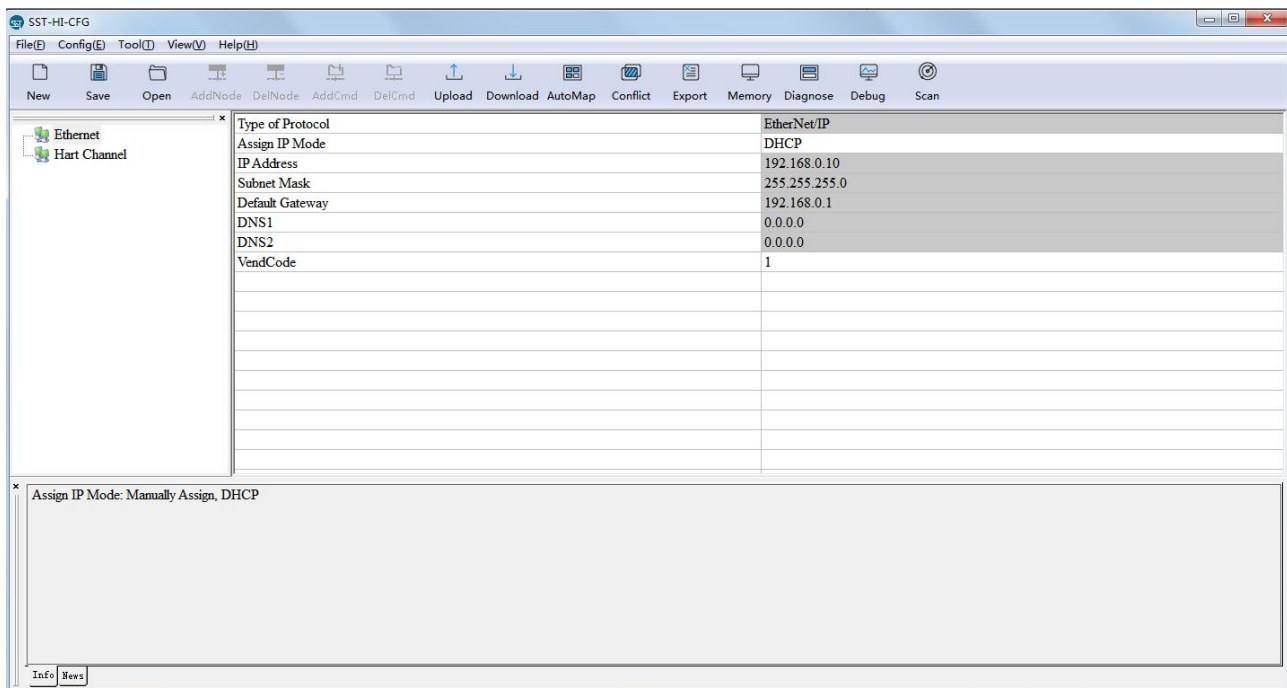 SST SST-HI-CFG
File(F) Config(E) Tool(T) View(V) Help(H)
New Save Open AddNode DelNode AddCmd DelCmd Upload Download AutoMap Conflict Export Memory Diagnose Debug Scan
Ethernet
Hart Channel
Type of Protocol EtherNet/IP
Assign IP Mode DHCP
IP Address 192.168.0.10
Subnet Mask 255.255.255.0
Default Gateway 192.168.0.1
DNS1 0.0.0.0
DNS2 0.0.0.0
VendCode 1
Assign IP Mode: Manually Assign, DHCP
Info News